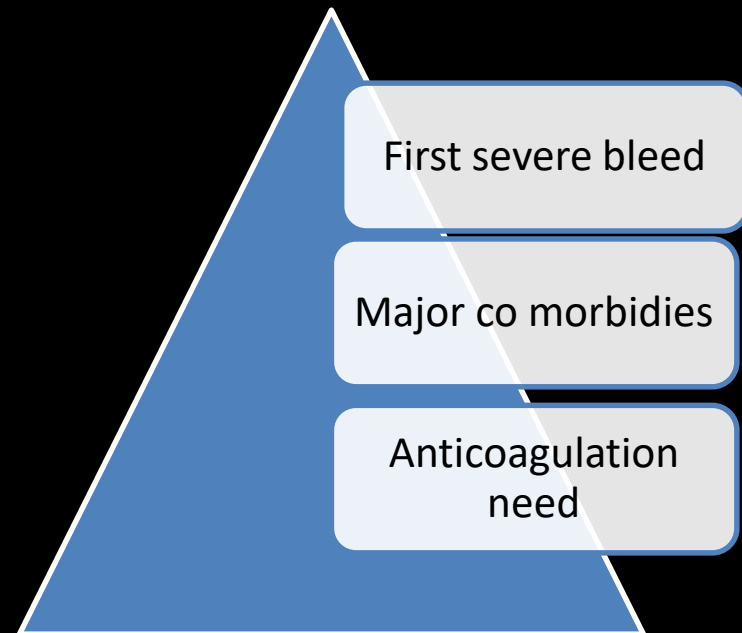 First severe bleed
Major co morbidies
Anticoagulation
need